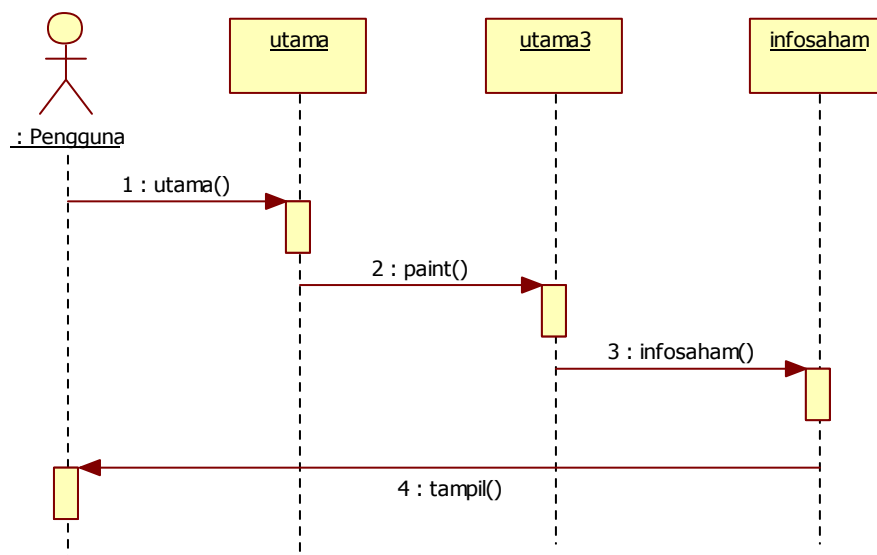 utama
utama3
infosaham
: Pengguna
1 : utama()
2 : paint()
3 : infosaham()
4 : tampil()